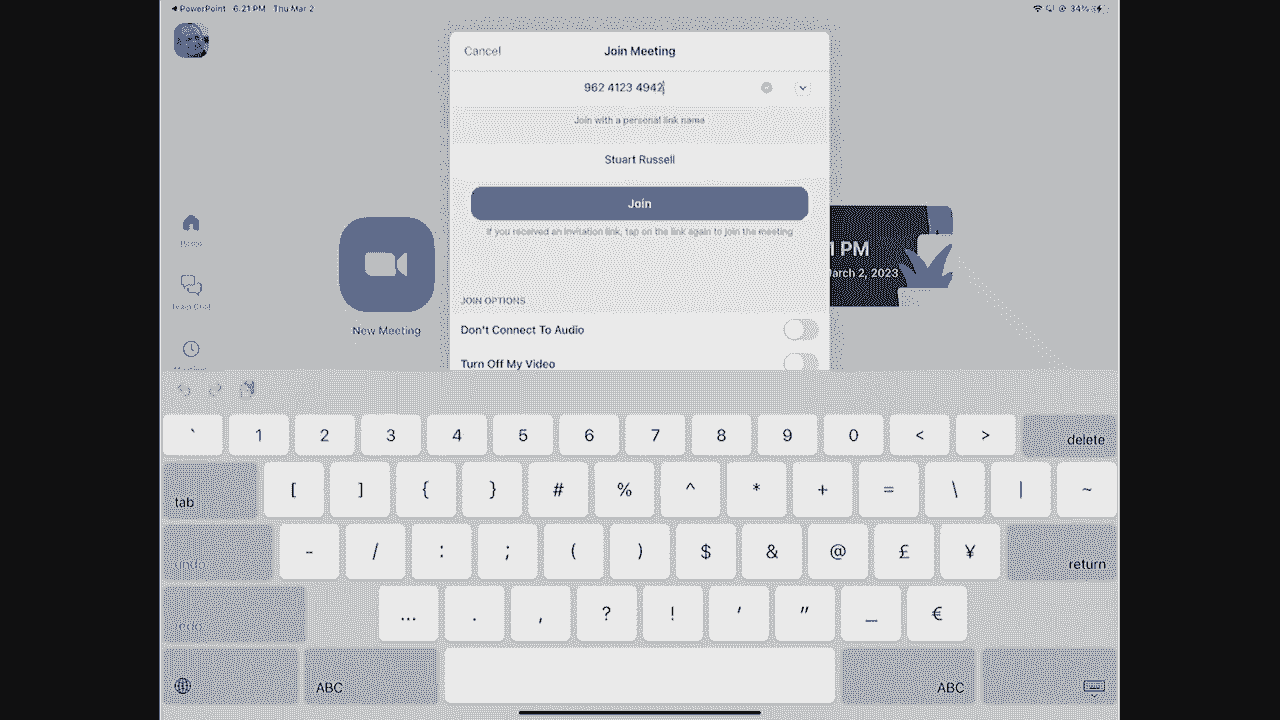 PowerPoint 6:21 PM Thu Mar 2
34%
Cancel Join Meeting
962 4123 4942
Join with a personal link name
Stuart Russell
Join
If you received an invitation link, tap on the link again to join the meeting
1 PM
arch 2, 2023
Home
Team Chat
New Meeting
JOIN OPTIONS
Don't Connect To Audio
Turn Off My Video
` 1 2 3 4 5 6 7 8 9 0 < > delete
tab [ ] { } # % ^ * + = \ | ~
undo - / : ; ( ) $ & @ £ ¥ return
redo … . , ? ! ' " _ €
ABC ABC